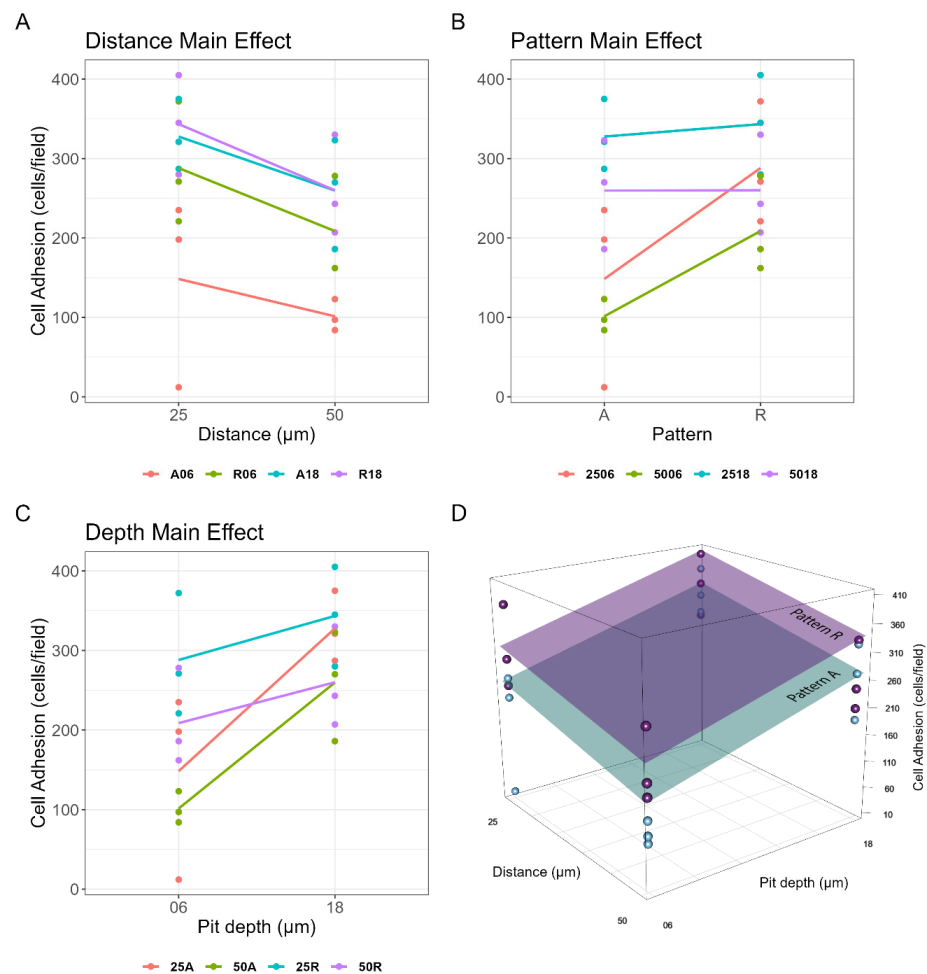 A
Distance Main Effect
Cell Adhesion (cells/field)
400
300
200
100
0
25 50
Distance (µm)
A06 R06 A18 R18
B
Pattern Main Effect
400
300
200
100
0
A R
Pattern
2506 5006 2518 5018
C
Depth Main Effect
Cell Adhesion (cells/field)
400
300
200
100
0
06 18
Pit depth (µm)
25A 50A 25R 50R
D
Pattern R
Pattern A
410
360
310
260
210
160
110
60
10
Cell Adhesion (cells/field)
25
Distance (µm)
50
06
Pit depth (µm)
18